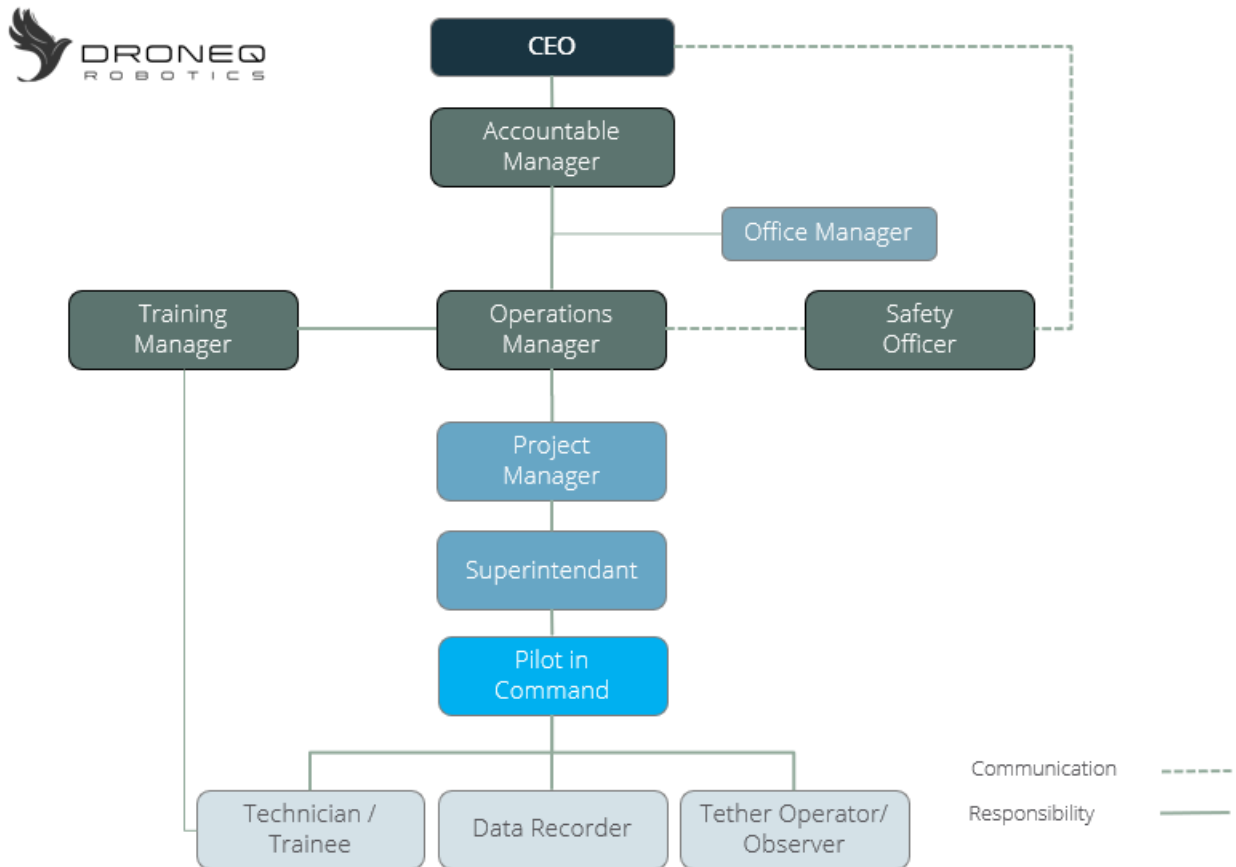 DRONEQ
ROBOTICS
CEO
Accountable
Manager
Office Manager
Training
Manager
Operations
Manager
Safety
Officer
Project
Manager
Superintendant
Pilot in
Command
Technician /
Trainee
Data Recorder
Tether Operator/
Observer
Communication
Responsibility